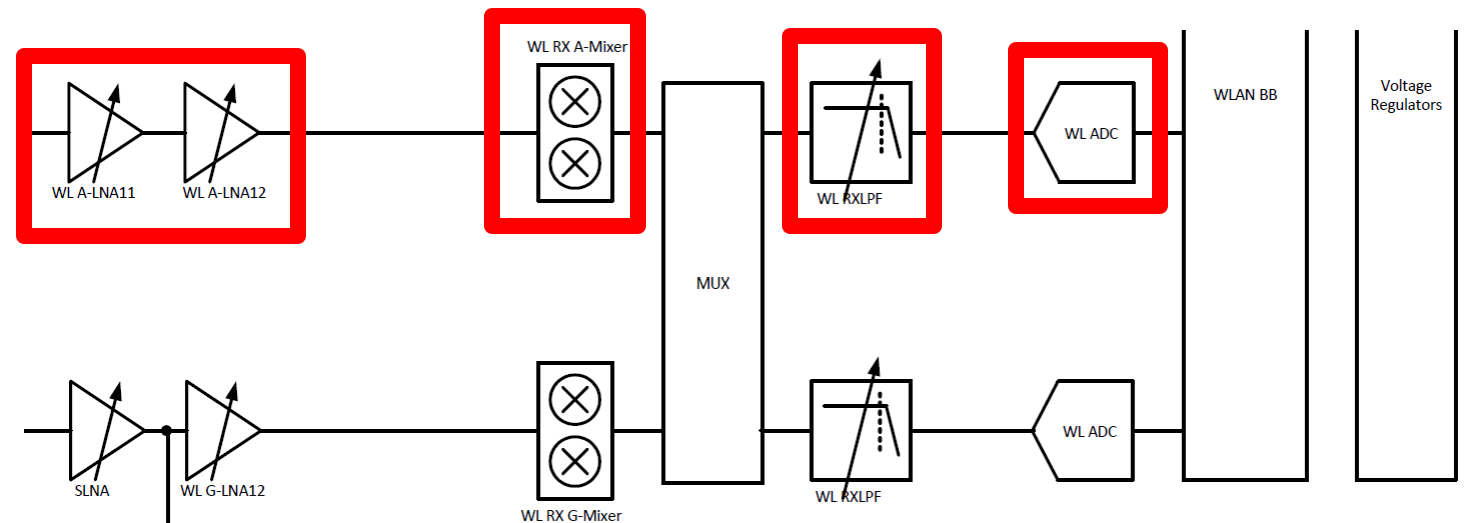 WL RX A-Mixer
WL A-LNA11
WL A-LNA12
WL RXLPF
WL ADC
WLAN BB
Voltage
Regulators
MUX
SLNA
WL G-LNA12
WL RX G-Mixer
WL RXLPF
WL ADC